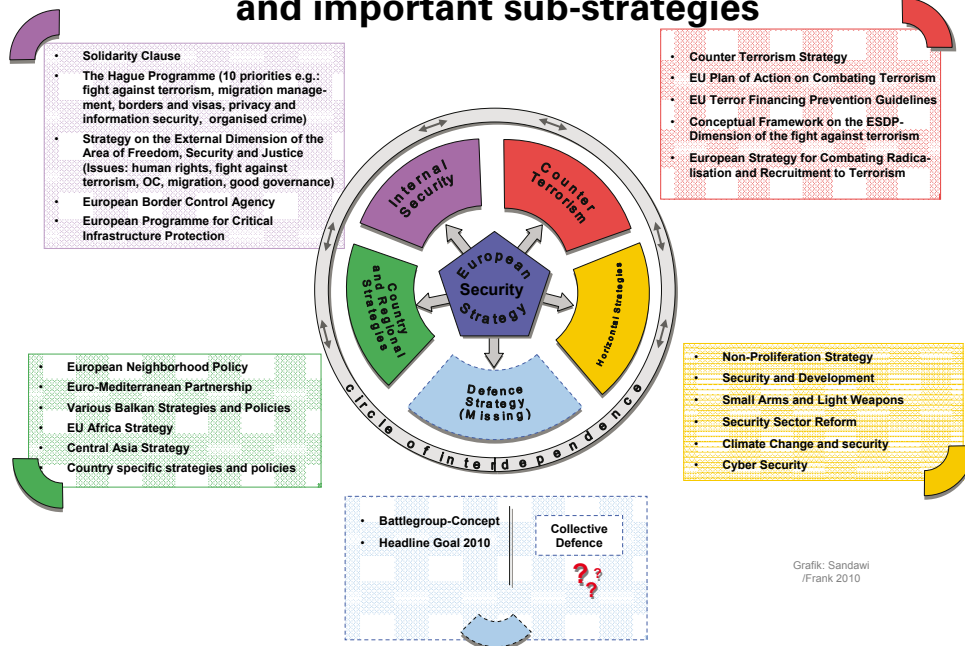 and important sub-strategies
• Solidarity Clause
• The Hague Programme (10 priorities e.g.:
fight against terrorism, migration manage-
ment, borders and visas, privacy and
information security, organised crime)
• Strategy on the External Dimension of the
Area of Freedom, Security and Justice
(Issues: human rights, fight against
terrorism, OC, migration, good governance)
• European Border Control Agency
• European Programme for Critical
Infrastructure Protection
• Counter Terrorism Strategy
• EU Plan of Action on Combating Terrorism
• EU Terror Financing Prevention Guidelines
• Conceptual Framework on the ESDP-
Dimension of the fight against terrorism
• European Strategy for Combating Radica-
lisation and Recruitment to Terrorism
Internal
Security
Counter
Terrorism
European
Security
Strategy
Country
and Regional
Strategies
Horizontal Strategies
Defence
Strategy
(Missing)
circle of interdependence
• European Neighborhood Policy
• Euro-Mediterranean Partnership
• Various Balkan Strategies and Policies
• EU Africa Strategy
• Central Asia Strategy
• Country specific strategies and policies
• Non-Proliferation Strategy
• Security and Development
• Small Arms and Light Weapons
• Security Sector Reform
• Climate Change and security
• Cyber Security
• Battlegroup-Concept
• Headline Goal 2010
Collective
Defence
???
Grafik: Sandawi
/Frank 2010